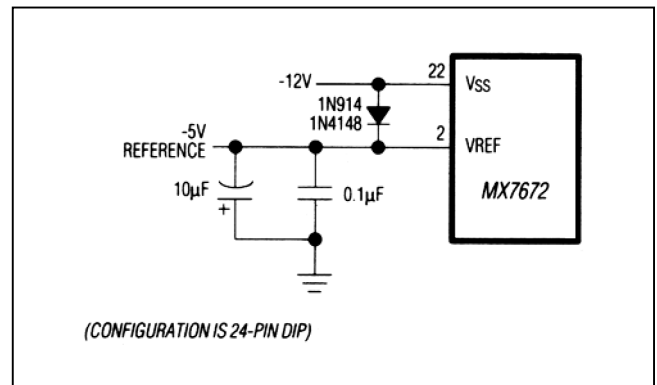 -12V
22
VSS
1N914
1N4148
-5V
REFERENCE
2
VREF
10µF
+
0.1µF
MX7672
(CONFIGURATION IS 24-PIN DIP)